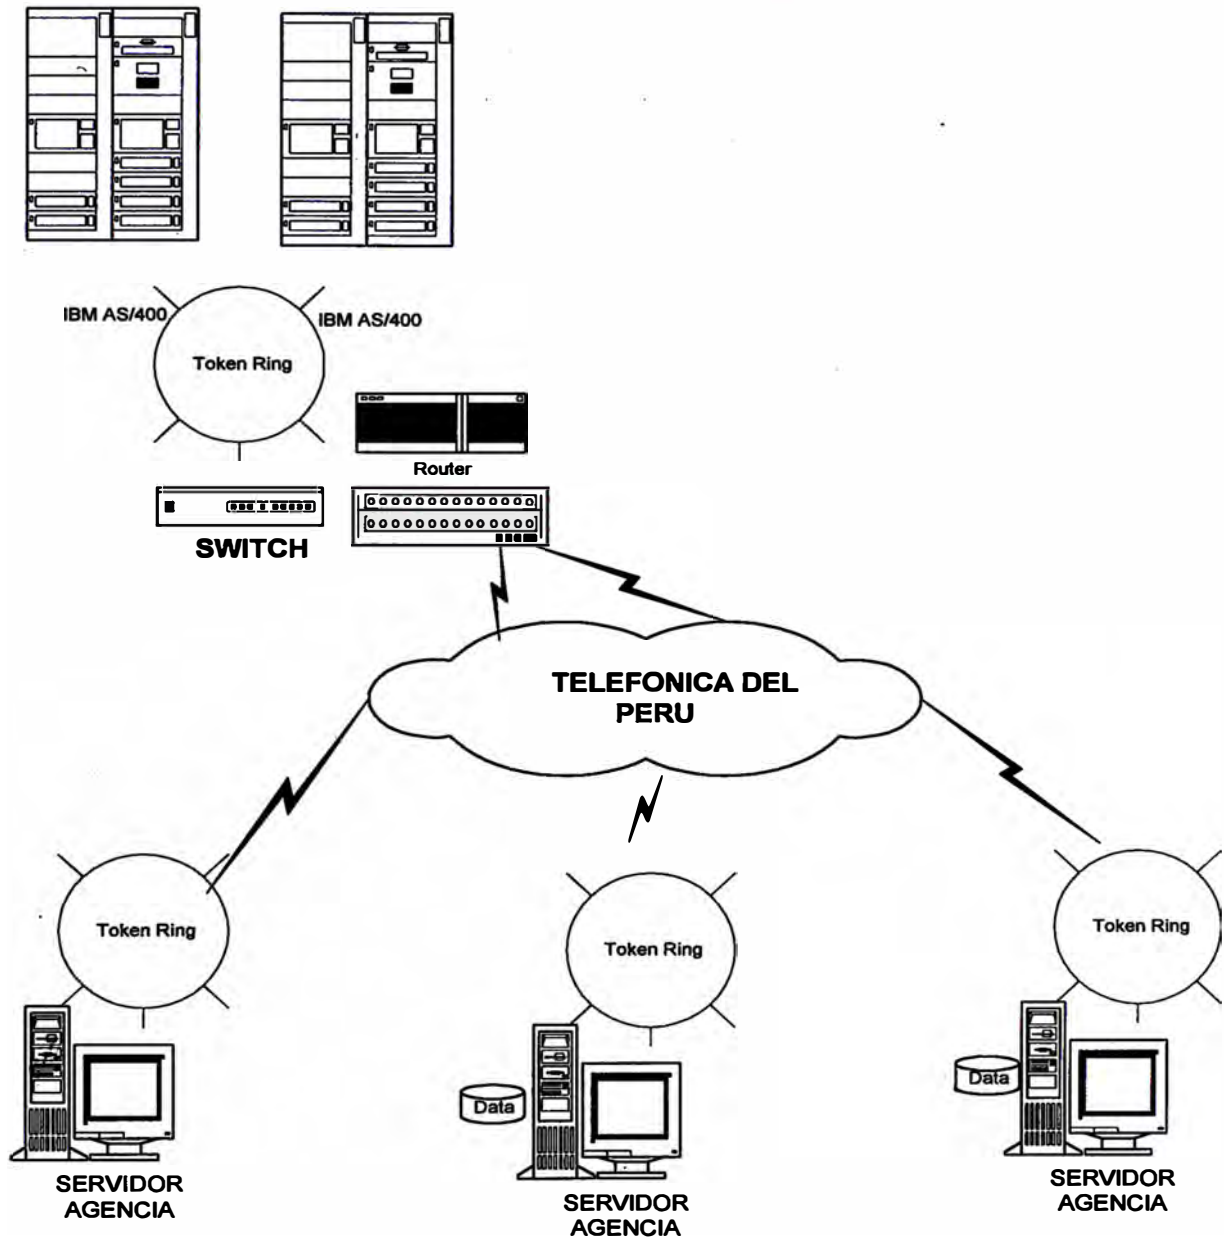 IBM AS/400
IBM AS/400
Token Ring
Router
SWITCH
TELEFONICA DEL
PERU
Token Ring
Token Ring
Token Ring
Data
Data
SERVIDOR
AGENCIA
SERVIDOR
AGENCIA
SERVIDOR
AGENCIA